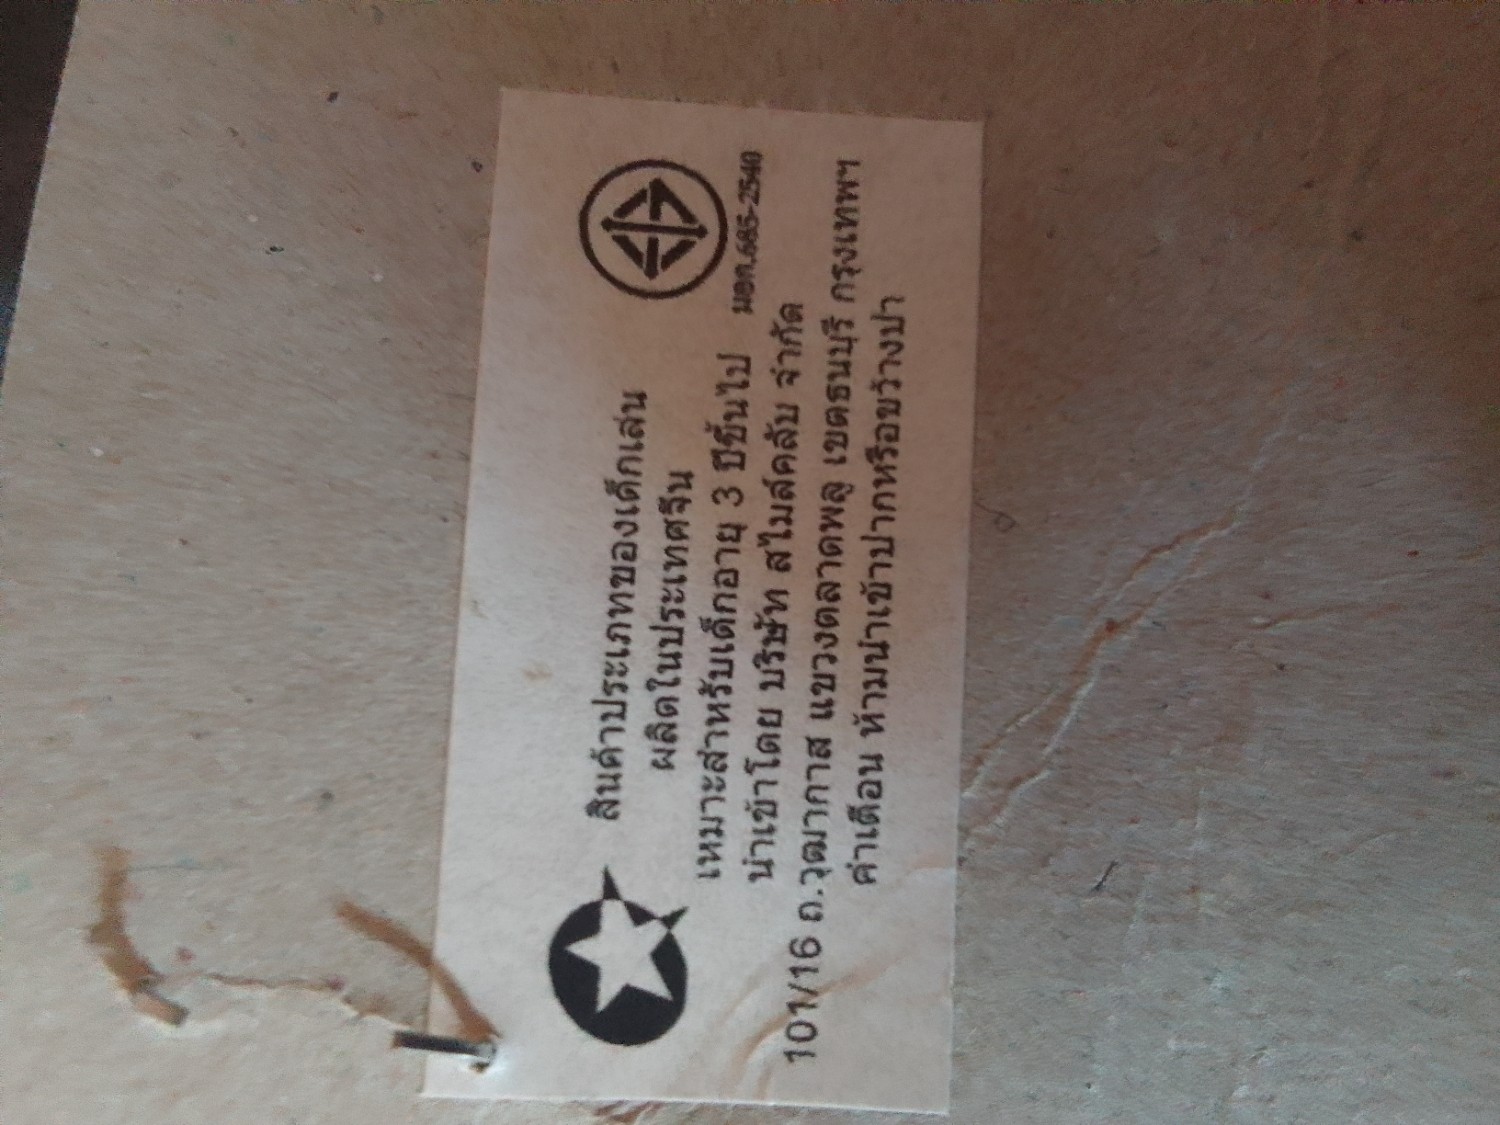 สินค้าประเภทของเด็กเล่น
ผลิตในประเทศจีน
เหมาะสำหรับเด็กอายุ 3 ปีขึ้นไป
มอก.685-2540
นำเข้าโดย บริษัท สไมล์คลับ จำกัด
101/16 ถ.วุฒากาส แขวงตลาดพลู เขตธนบุรี กรุงเทพฯ
คำเตือน ห้ามนำเข้าปากหรือขว้างปา